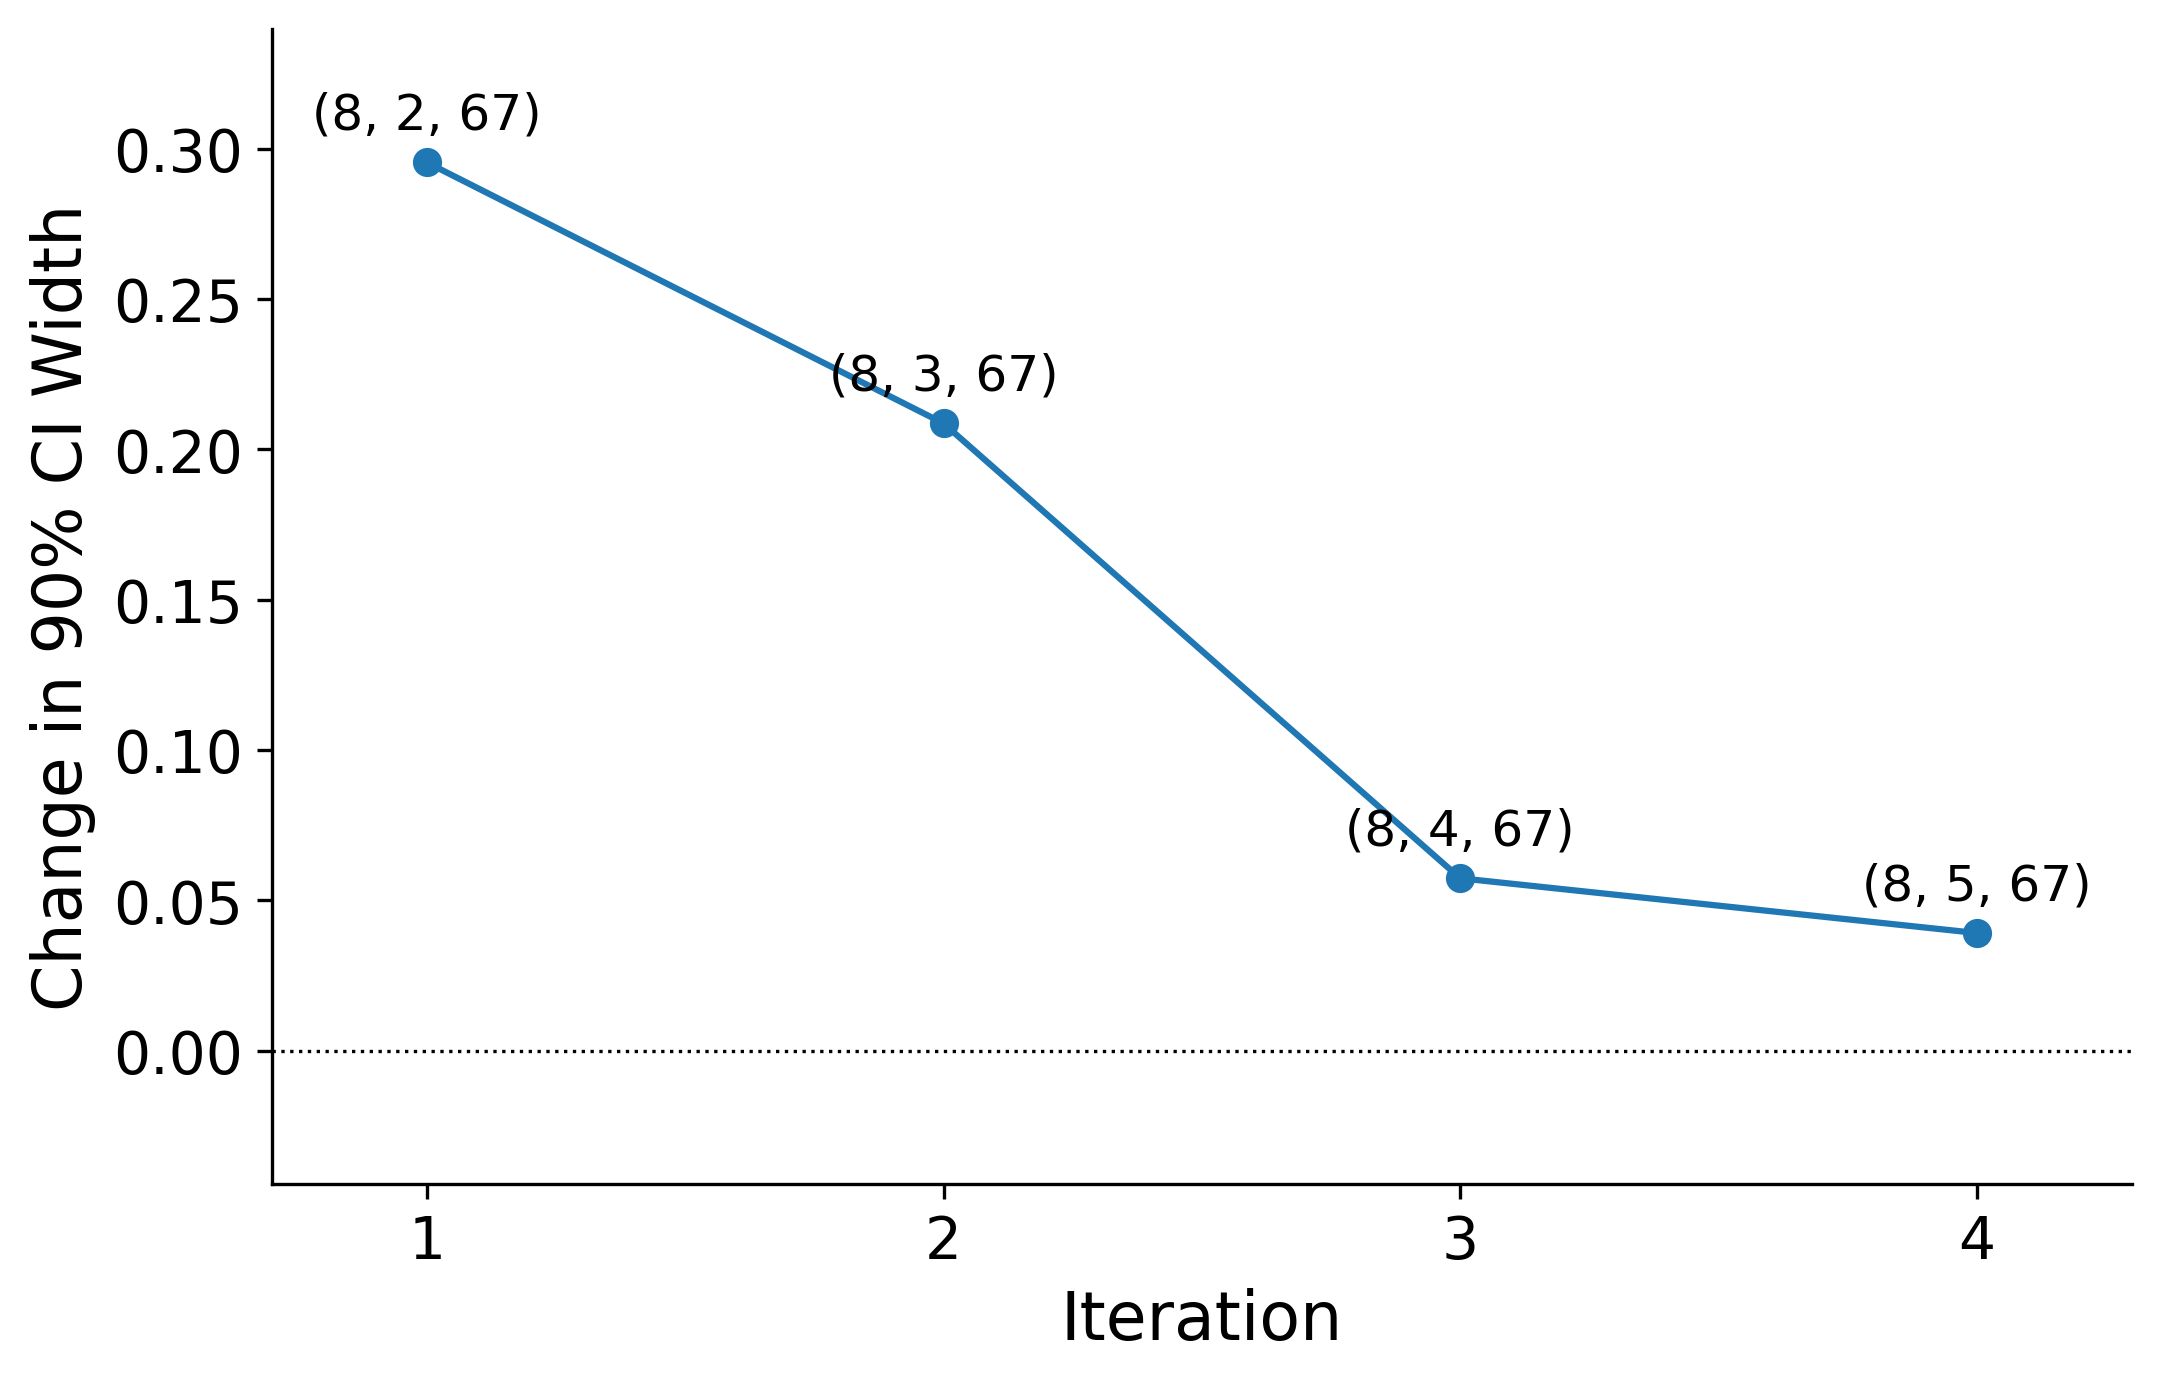 Change in 90% CI Width
0.30
0.25
0.20
0.15
0.10
0.05
0.00
(8, 2, 67)
(8, 3, 67)
(8, 4, 67)
(8, 5, 67)
1 2 3 4
Iteration